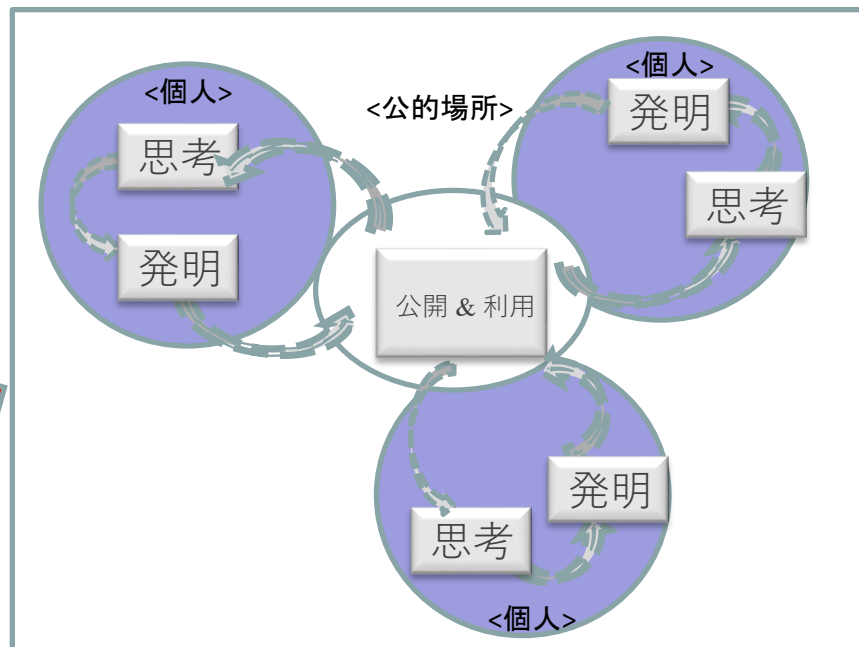 <個人>
思考
発明
<公的場所>
<個人>
発明
思考
公開 & 利用
発明
思考
<個人>